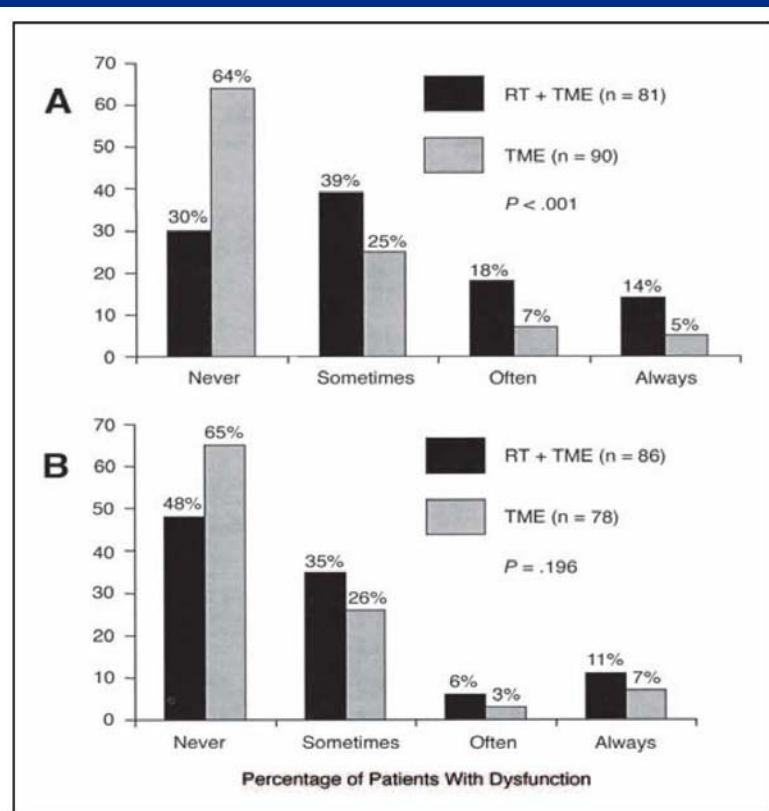 A
70
60
50
40
30
20
10
0
30%
64%
39%
25%
18%
7%
14%
5%
RT + TME (n = 81)
TME (n = 90)
P < .001
Never
Sometimes
Often
Always
B
70
60
50
40
30
20
10
0
48%
65%
35%
26%
6%
3%
11%
7%
RT + TME (n = 86)
TME (n = 78)
P = .196
Never
Sometimes
Often
Always
Percentage of Patients With Dysfunction